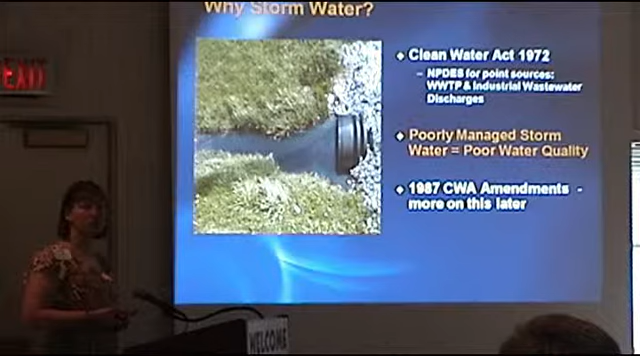 Why Storm Water?
EXIT
Clean Water Act 1972
– NPDES for point sources:
WWTP & Industrial Wastewater
Discharges
Poorly Managed Storm
Water = Poor Water Quality
1987 CWA Amendments -
more on this later
WELCOME